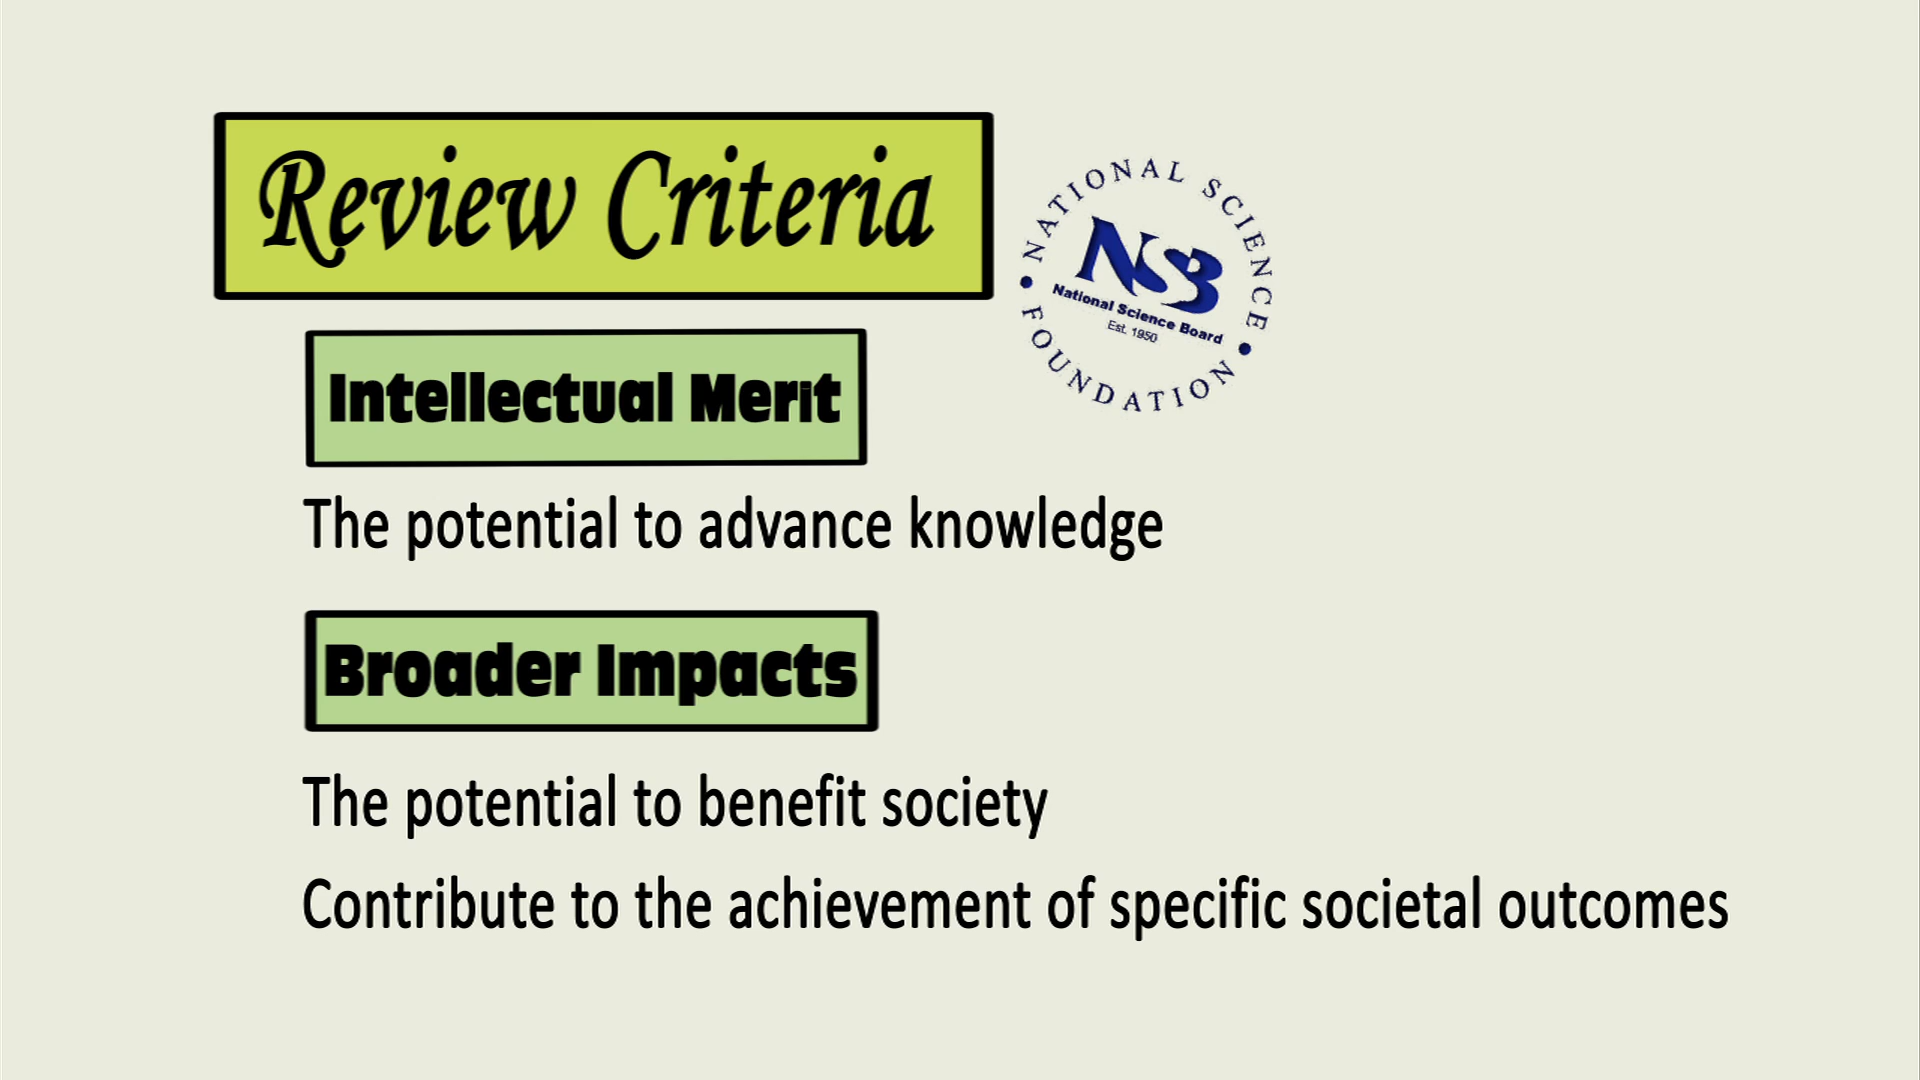 Review Criteria
NATIONAL SCIENCE
NSB
National Science Board
Est. 1950
FOUNDATION
Intellectual Merit
The potential to advance knowledge
Broader Impacts
The potential to benefit society
Contribute to the achievement of specific societal outcomes